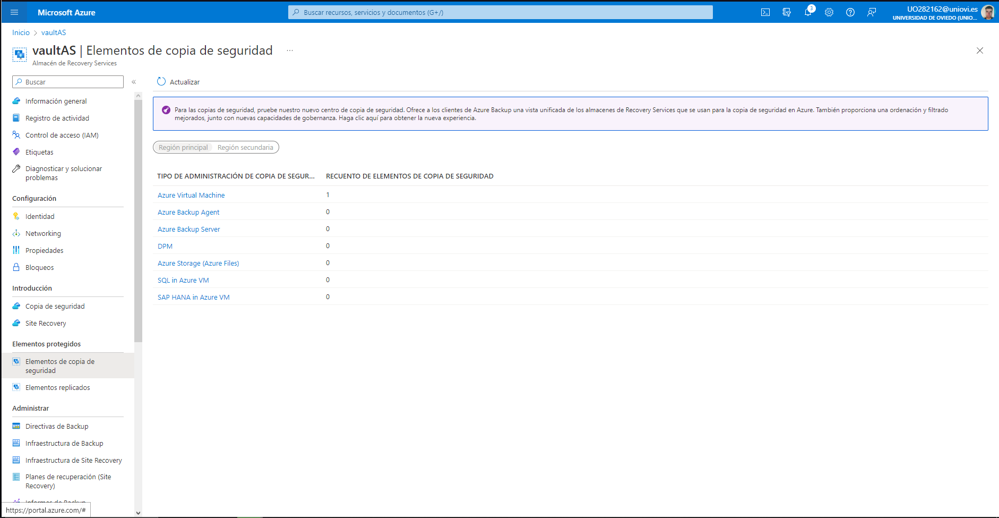 Microsoft Azure
Buscar recursos, servicios y documentos (G+/)
3
UO282162@uniovi.es
UNIVERSIDAD DE OVIEDO (UNIO...
Inicio > vaultAS
vaultAS | Elementos de copia de seguridad ...
Almacén de Recovery Services
Buscar
«
Actualizar
Información general
Registro de actividad
Control de acceso (IAM)
Etiquetas
Diagnosticar y solucionar
problemas
Configuración
Identidad
Networking
Propiedades
Bloqueos
Introducción
Copia de seguridad
Site Recovery
Elementos protegidos
Elementos de copia de
seguridad
Elementos replicados
Administrar
Directivas de Backup
Infraestructura de Backup
Infraestructura de Site Recovery
Planes de recuperación (Site
Recovery)
Informes de Backup
https://portal.azure.com/#
Para las copias de seguridad, pruebe nuestro nuevo centro de copia de seguridad. Ofrece a los clientes de Azure Backup una vista unificada de los almacenes de Recovery Services que se usan para la copia de seguridad en Azure. También proporciona una ordenación y filtrado
mejorados, junto con nuevas capacidades de gobernanza. Haga clic aquí para obtener la nueva experiencia.
Región principal Región secundaria
TIPO DE ADMINISTRACIÓN DE COPIA DE SEGUR... RECUENTO DE ELEMENTOS DE COPIA DE SEGURIDAD
Azure Virtual Machine 1
Azure Backup Agent 0
Azure Backup Server 0
DPM 0
Azure Storage (Azure Files) 0
SQL in Azure VM 0
SAP HANA in Azure VM 0